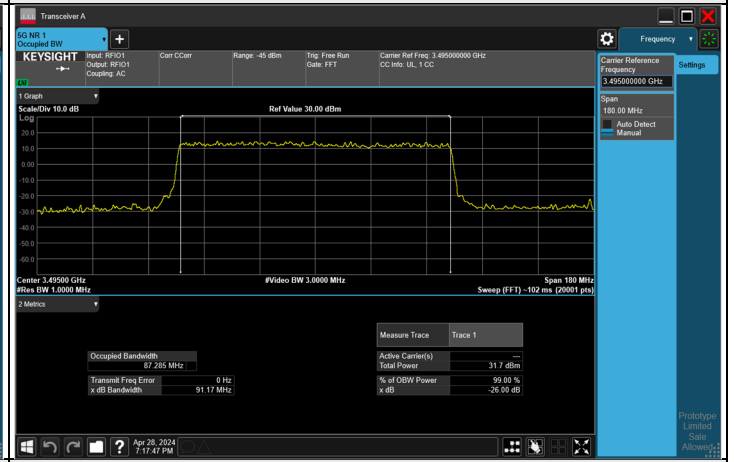 Transceiver A
5G NR 1
Occupied BW
Frequency
KEYSIGHT
LXI
Input: RFIO1
Output: RFIO1
Coupling: AC
Corr CCorr
Range: -45 dBm
Trig: Free Run
Gate: FFT
Carrier Ref Freq: 3.495000000 GHz
CC Info: UL, 1 CC
Carrier Reference
Frequency
3.495000000 GHz
Settings
Span
180.00 MHz
Auto Detect
Manual
1 Graph
Scale/Div 10.0 dB
Ref Value 30.00 dBm
Log
20.0
10.0
0.00
-10.0
-20.0
-30.0
-40.0
-50.0
-60.0
Center 3.49500 GHz
#Video BW 3.0000 MHz
Span 180 MHz
#Res BW 1.0000 MHz
Sweep (FFT) ~102 ms (20001 pts)
2 Metrics
Measure Trace Trace 1
Occupied Bandwidth
87.285 MHz
Active Carrier(s) ---
Total Power 31.7 dBm
Transmit Freq Error 0 Hz
x dB Bandwidth 91.17 MHz
% of OBW Power 99.00 %
x dB -26.00 dB
Apr 28, 2024
7:17:47 PM
Prototype
Limited
Sale
Allowed